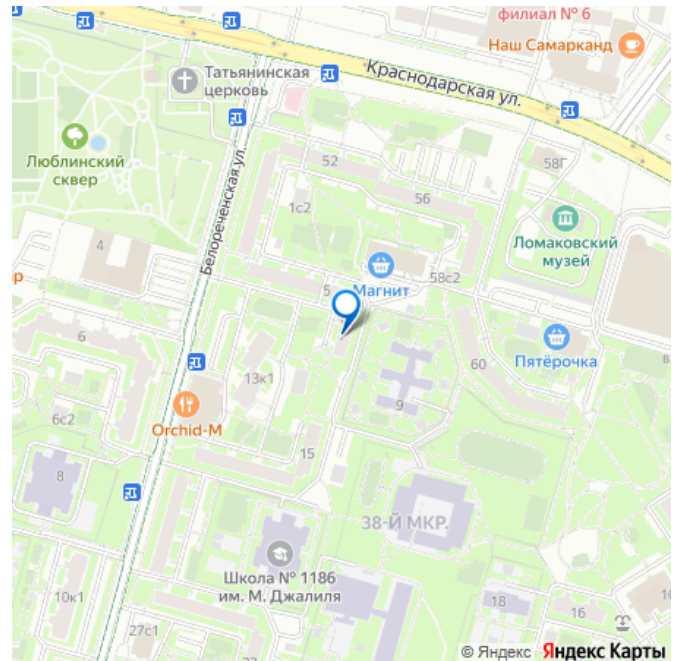 филиал № 6
Наш Самарканд
Краснодарская ул.
Татьянинская
церковь
Люблинский
сквер
Белореченская ул.
52
58Г
56
1с2
Ломаковский
музей
4
58с2
5
Магнит
6
13к1
60
Пятёрочка
9
6с2
Orchid-M
15
8
38-Й МКР.
Школа № 1186
им. М. Джалиля
10к1
18
16
27с1
© Яндекс Яндекс Карты